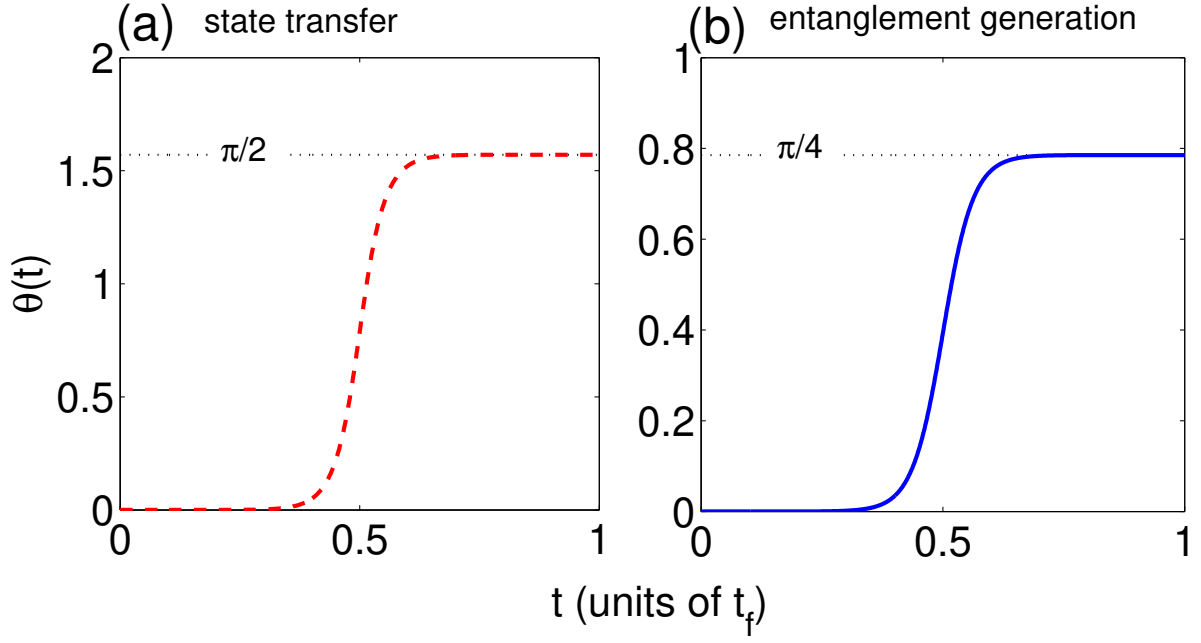 (a) state transfer
(b) entanglement generation
2
1.5
1
0.5
0
π/2
0
0.5
1
θ(t)
1
0.8
0.6
0.4
0.2
0
π/4
0
0.5
1
t (units of t_f)